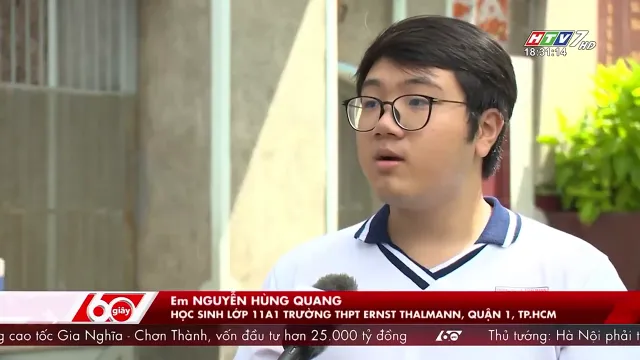 HTV7 HD
18:31:14
Em NGUYỄN HÙNG QUANG
HỌC SINH LỚP 11A1 TRƯỜNG THPT ERNST THALMANN, QUẬN 1, TP.HCM
60 giây
g cao tốc Gia Nghĩa - Chơn Thành, vốn đầu tư hơn 25.000 tỷ đồng 60 Thủ tướng: Hà Nội phải t